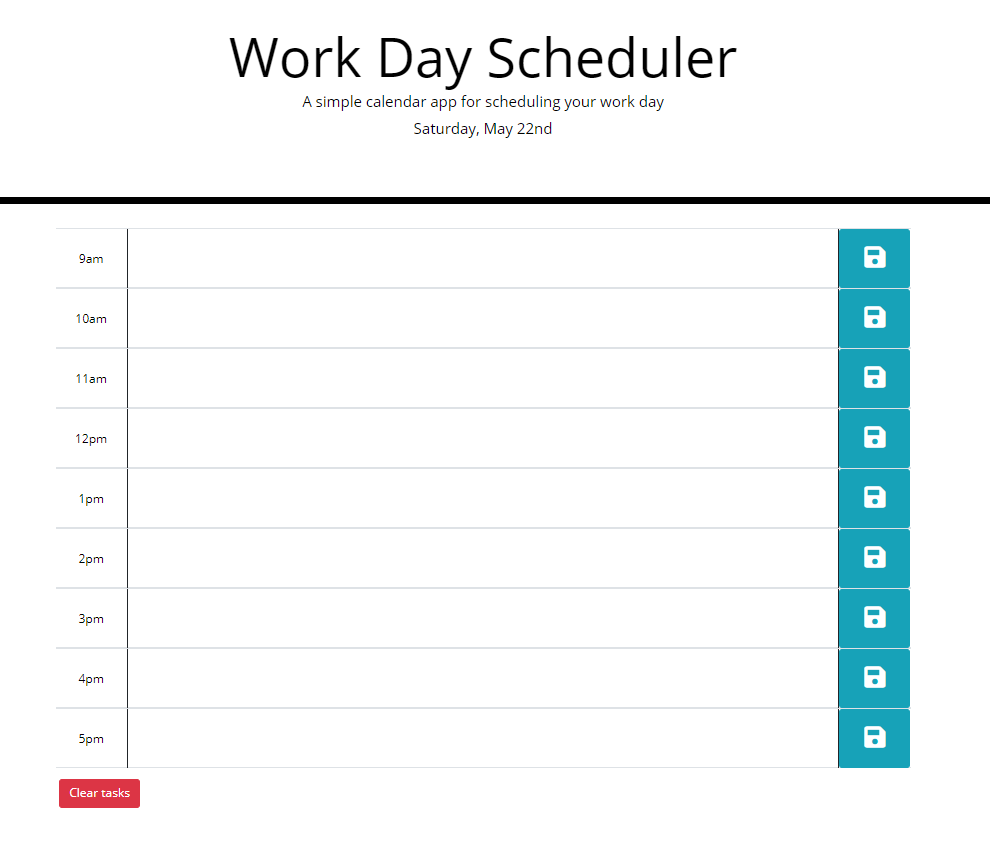 Work Day Scheduler
A simple calendar app for scheduling your work day
Saturday, May 22nd
9am
10am
11am
12pm
1pm
2pm
3pm
4pm
5pm
Clear tasks